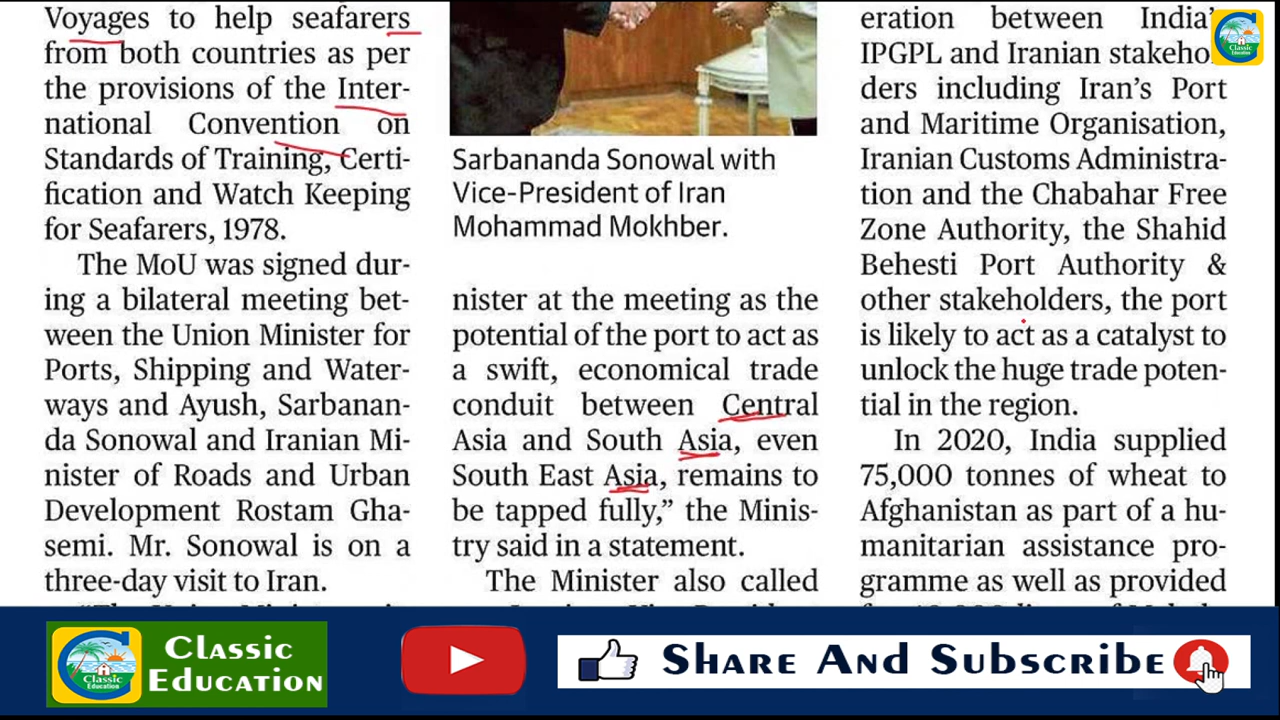 Voyages to help seafarers
from both countries as per
the provisions of the Inter-
national Convention on
Standards of Training, Certi-
fication and Watch Keeping
for Seafarers, 1978.
The MoU was signed dur-
ing a bilateral meeting bet-
ween the Union Minister for
Ports, Shipping and Water-
ways and Ayush, Sarbanan-
da Sonowal and Iranian Mi-
nister of Roads and Urban
Development Rostam Gha-
semi. Mr. Sonowal is on a
three-day visit to Iran.
Sarbananda Sonowal with
Vice-President of Iran
Mohammad Mokhber.
nister at the meeting as the
potential of the port to act as
a swift, economical trade
conduit between Central
Asia and South Asia, even
South East Asia, remains to
be tapped fully,” the Minis-
try said in a statement.
The Minister also called
eration between India’s
IPGPL and Iranian stakehol
ders including Iran’s Port
and Maritime Organisation,
Iranian Customs Administra-
tion and the Chabahar Free
Zone Authority, the Shahid
Behesti Port Authority &
other stakeholders, the port
is likely to act as a catalyst to
unlock the huge trade poten-
tial in the region.
In 2020, India supplied
75,000 tonnes of wheat to
Afghanistan as part of a hu-
manitarian assistance pro-
gramme as well as provided
Classic
Education
Classic
Education
Classic
Education
Share And Subscribe